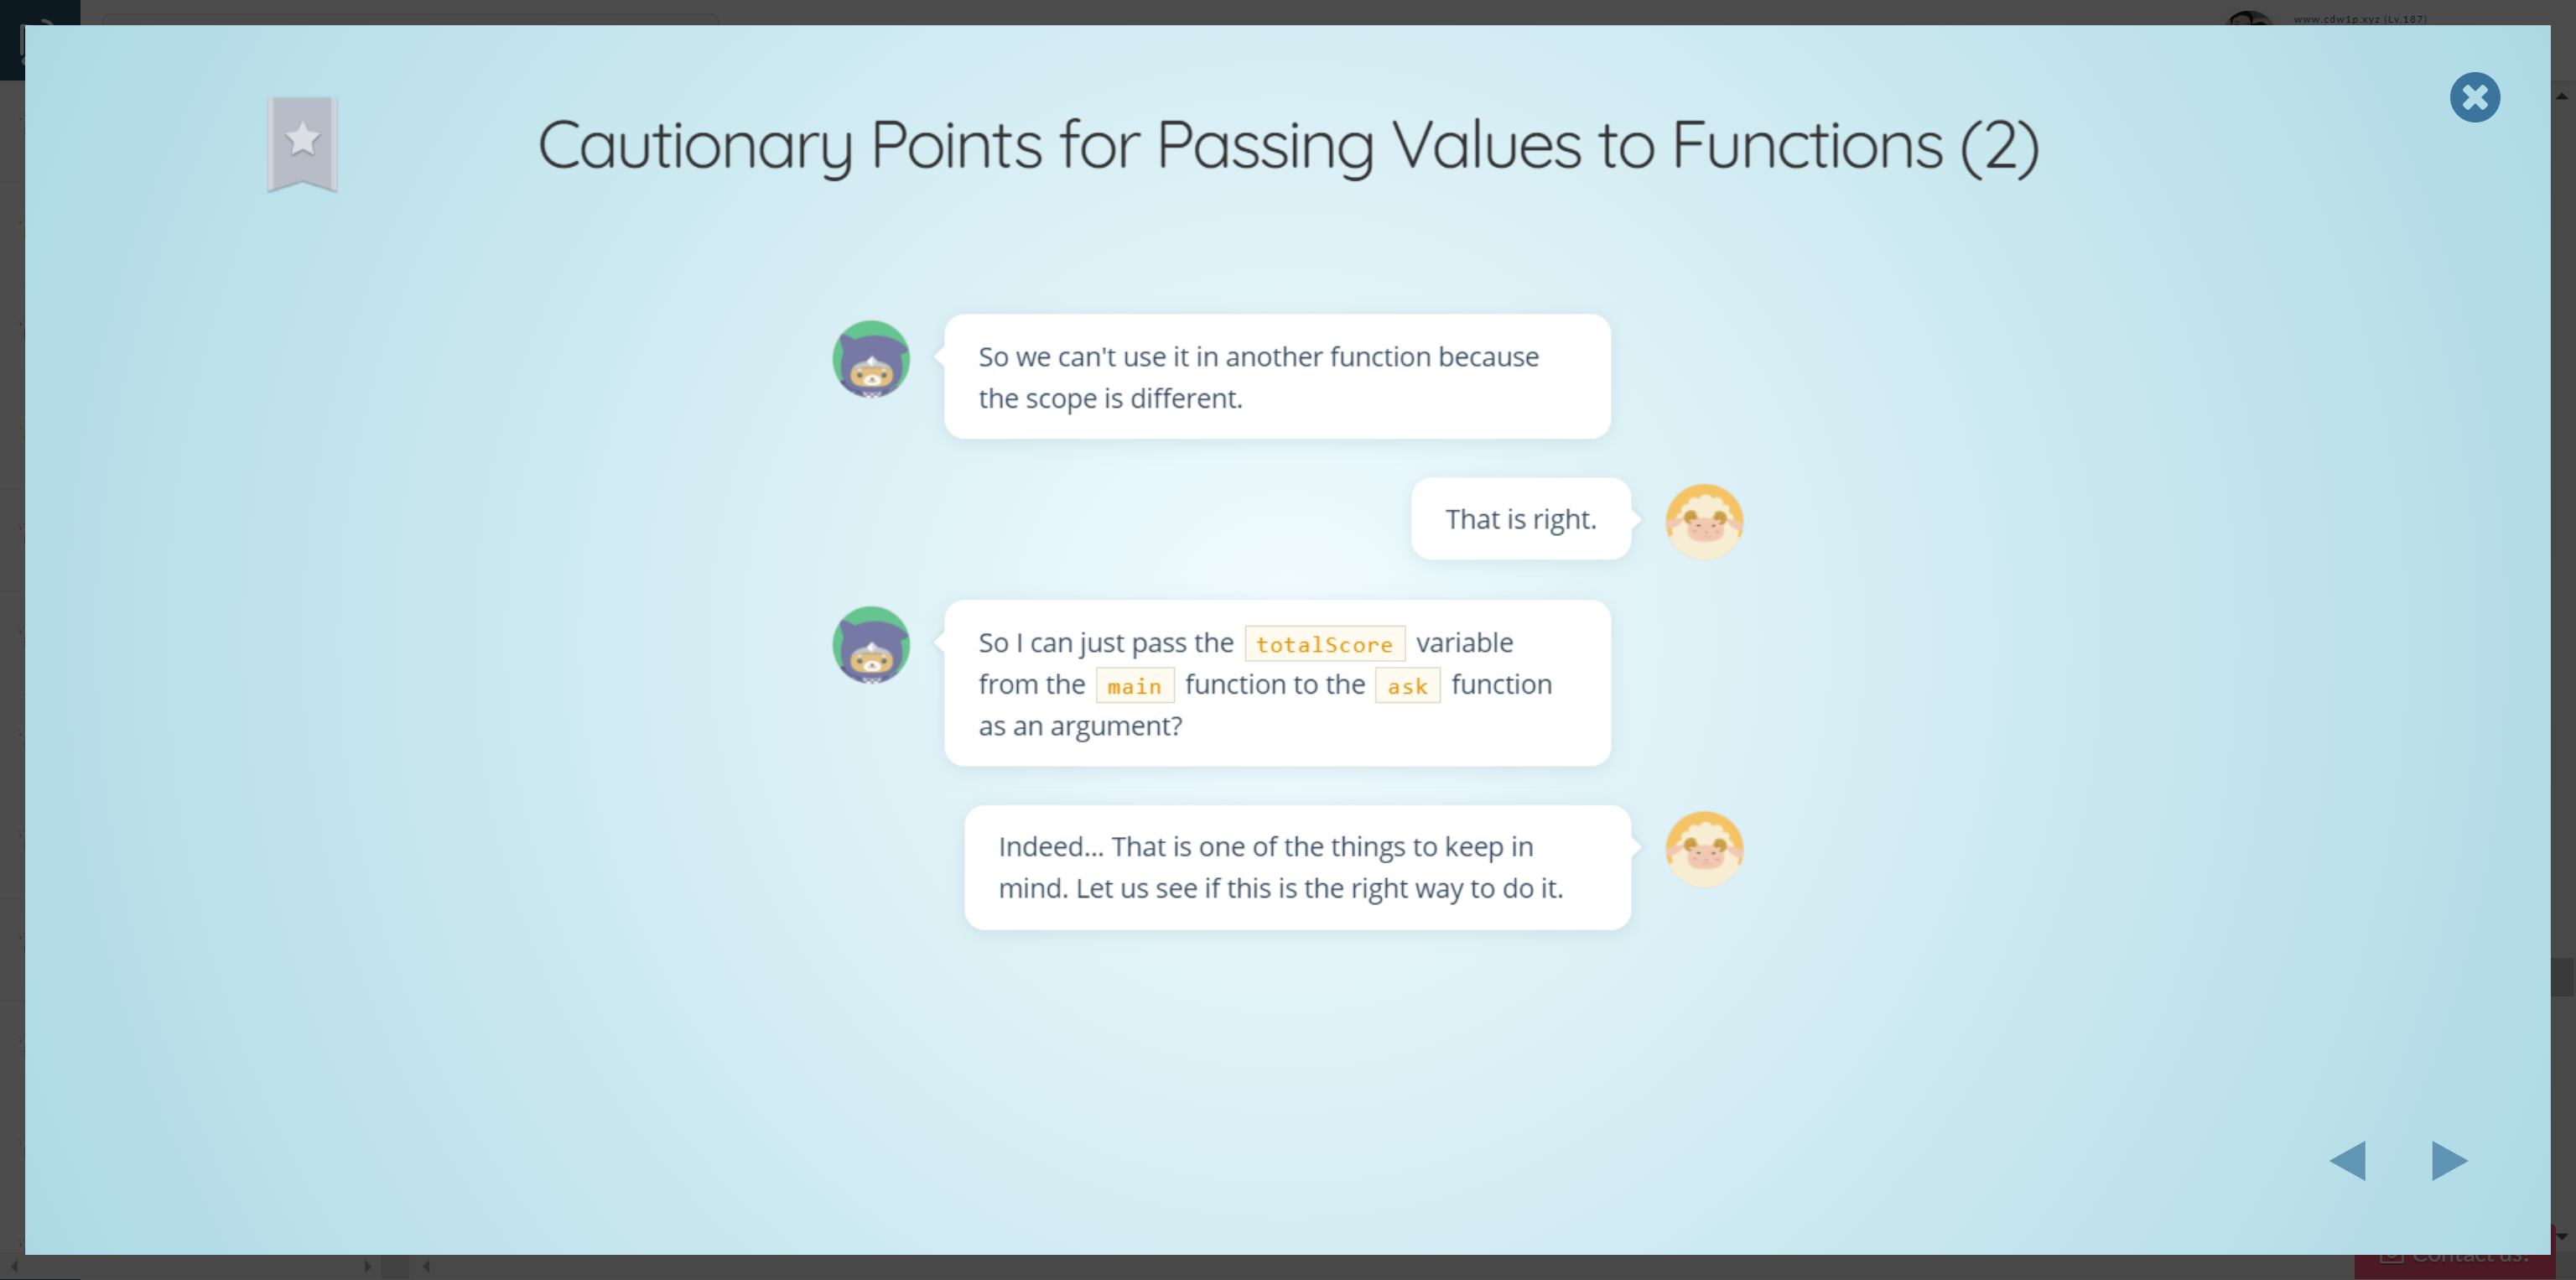 www.cdw1p.xyz (Lv.187)
Cautionary Points for Passing Values to Functions (2)
So we can't use it in another function because
the scope is different.
That is right.
So I can just pass the totalScore variable
from the main function to the ask function
as an argument?
Indeed... That is one of the things to keep in
mind. Let us see if this is the right way to do it.
Contact us!